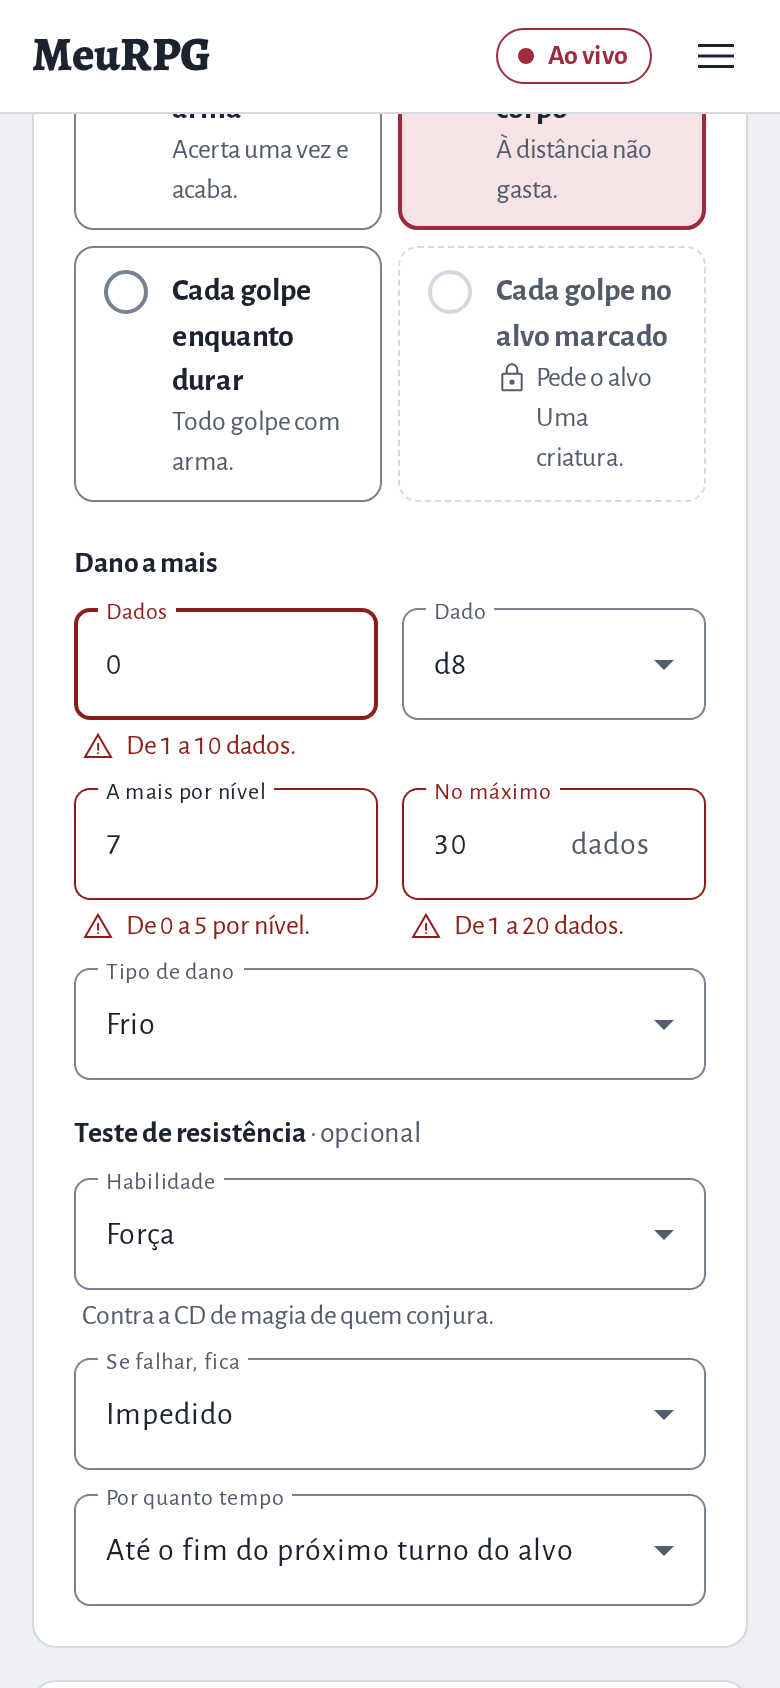 MeuRPG
Ao vivo
arma
corpo
Acerta uma vez e
acaba.
À distância não
gasta.
Cada golpe
enquanto
durar
Todo golpe com
arma.
Cada golpe no
alvo marcado
Pede o alvo
Uma
criatura.
Dano a mais
Dados
0
Dado
d8
De 1 a 10 dados.
A mais por nível
7
No máximo
30 dados
De 0 a 5 por nível.
De 1 a 20 dados.
Tipo de dano
Frio
Teste de resistência · opcional
Habilidade
Força
Contra a CD de magia de quem conjura.
Se falhar, fica
Impedido
Por quanto tempo
Até o fim do próximo turno do alvo